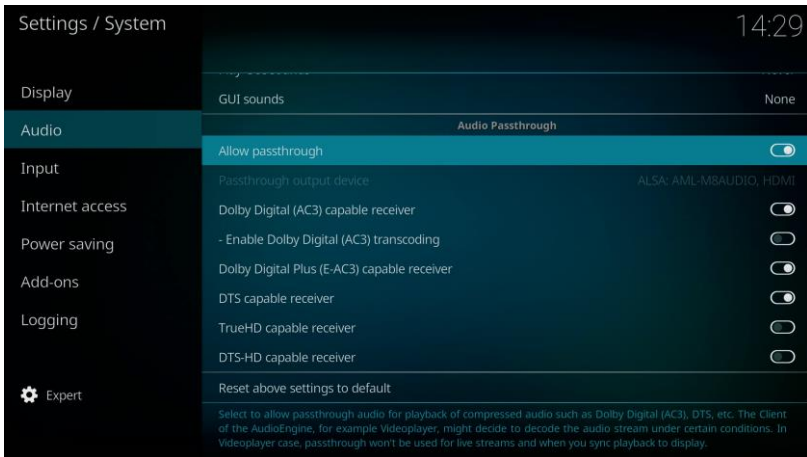 Settings / System
14:29
Display
Audio
Input
Internet access
Power saving
Add-ons
Logging
Expert
GUI sounds None
Audio Passthrough
Allow passthrough
Passthrough output device ALSA: AML-M8AUDIO, HDMI
Dolby Digital (AC3) capable receiver
- Enable Dolby Digital (AC3) transcoding
Dolby Digital Plus (E-AC3) capable receiver
DTS capable receiver
TrueHD capable receiver
DTS-HD capable receiver
Reset above settings to default
Select to allow passthrough audio for playback of compressed audio such as Dolby Digital (AC3), DTS, etc. The Client
of the AudioEngine, for example Videoplayer, might decide to decode the audio stream under certain conditions. In
Videoplayer case, passthrough won't be used for live streams and when you sync playback to display.